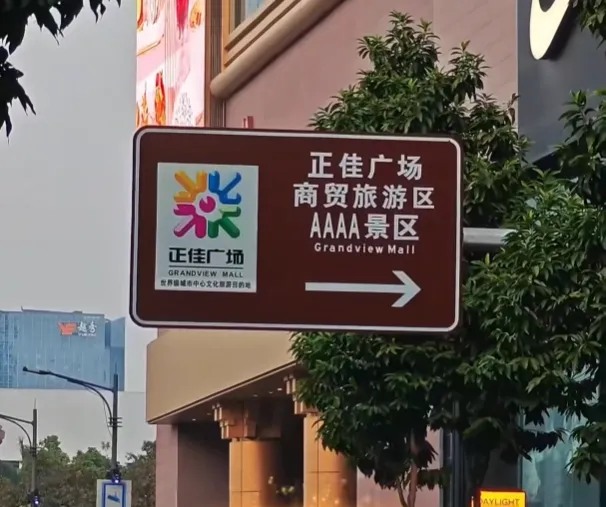 正佳广场
商贸旅游区
AAAA景区
Grandview Mall
正佳广场
GRANDVIEW MALL
世界级城市中心文化旅游目的地
越秀
DAYLIGHT